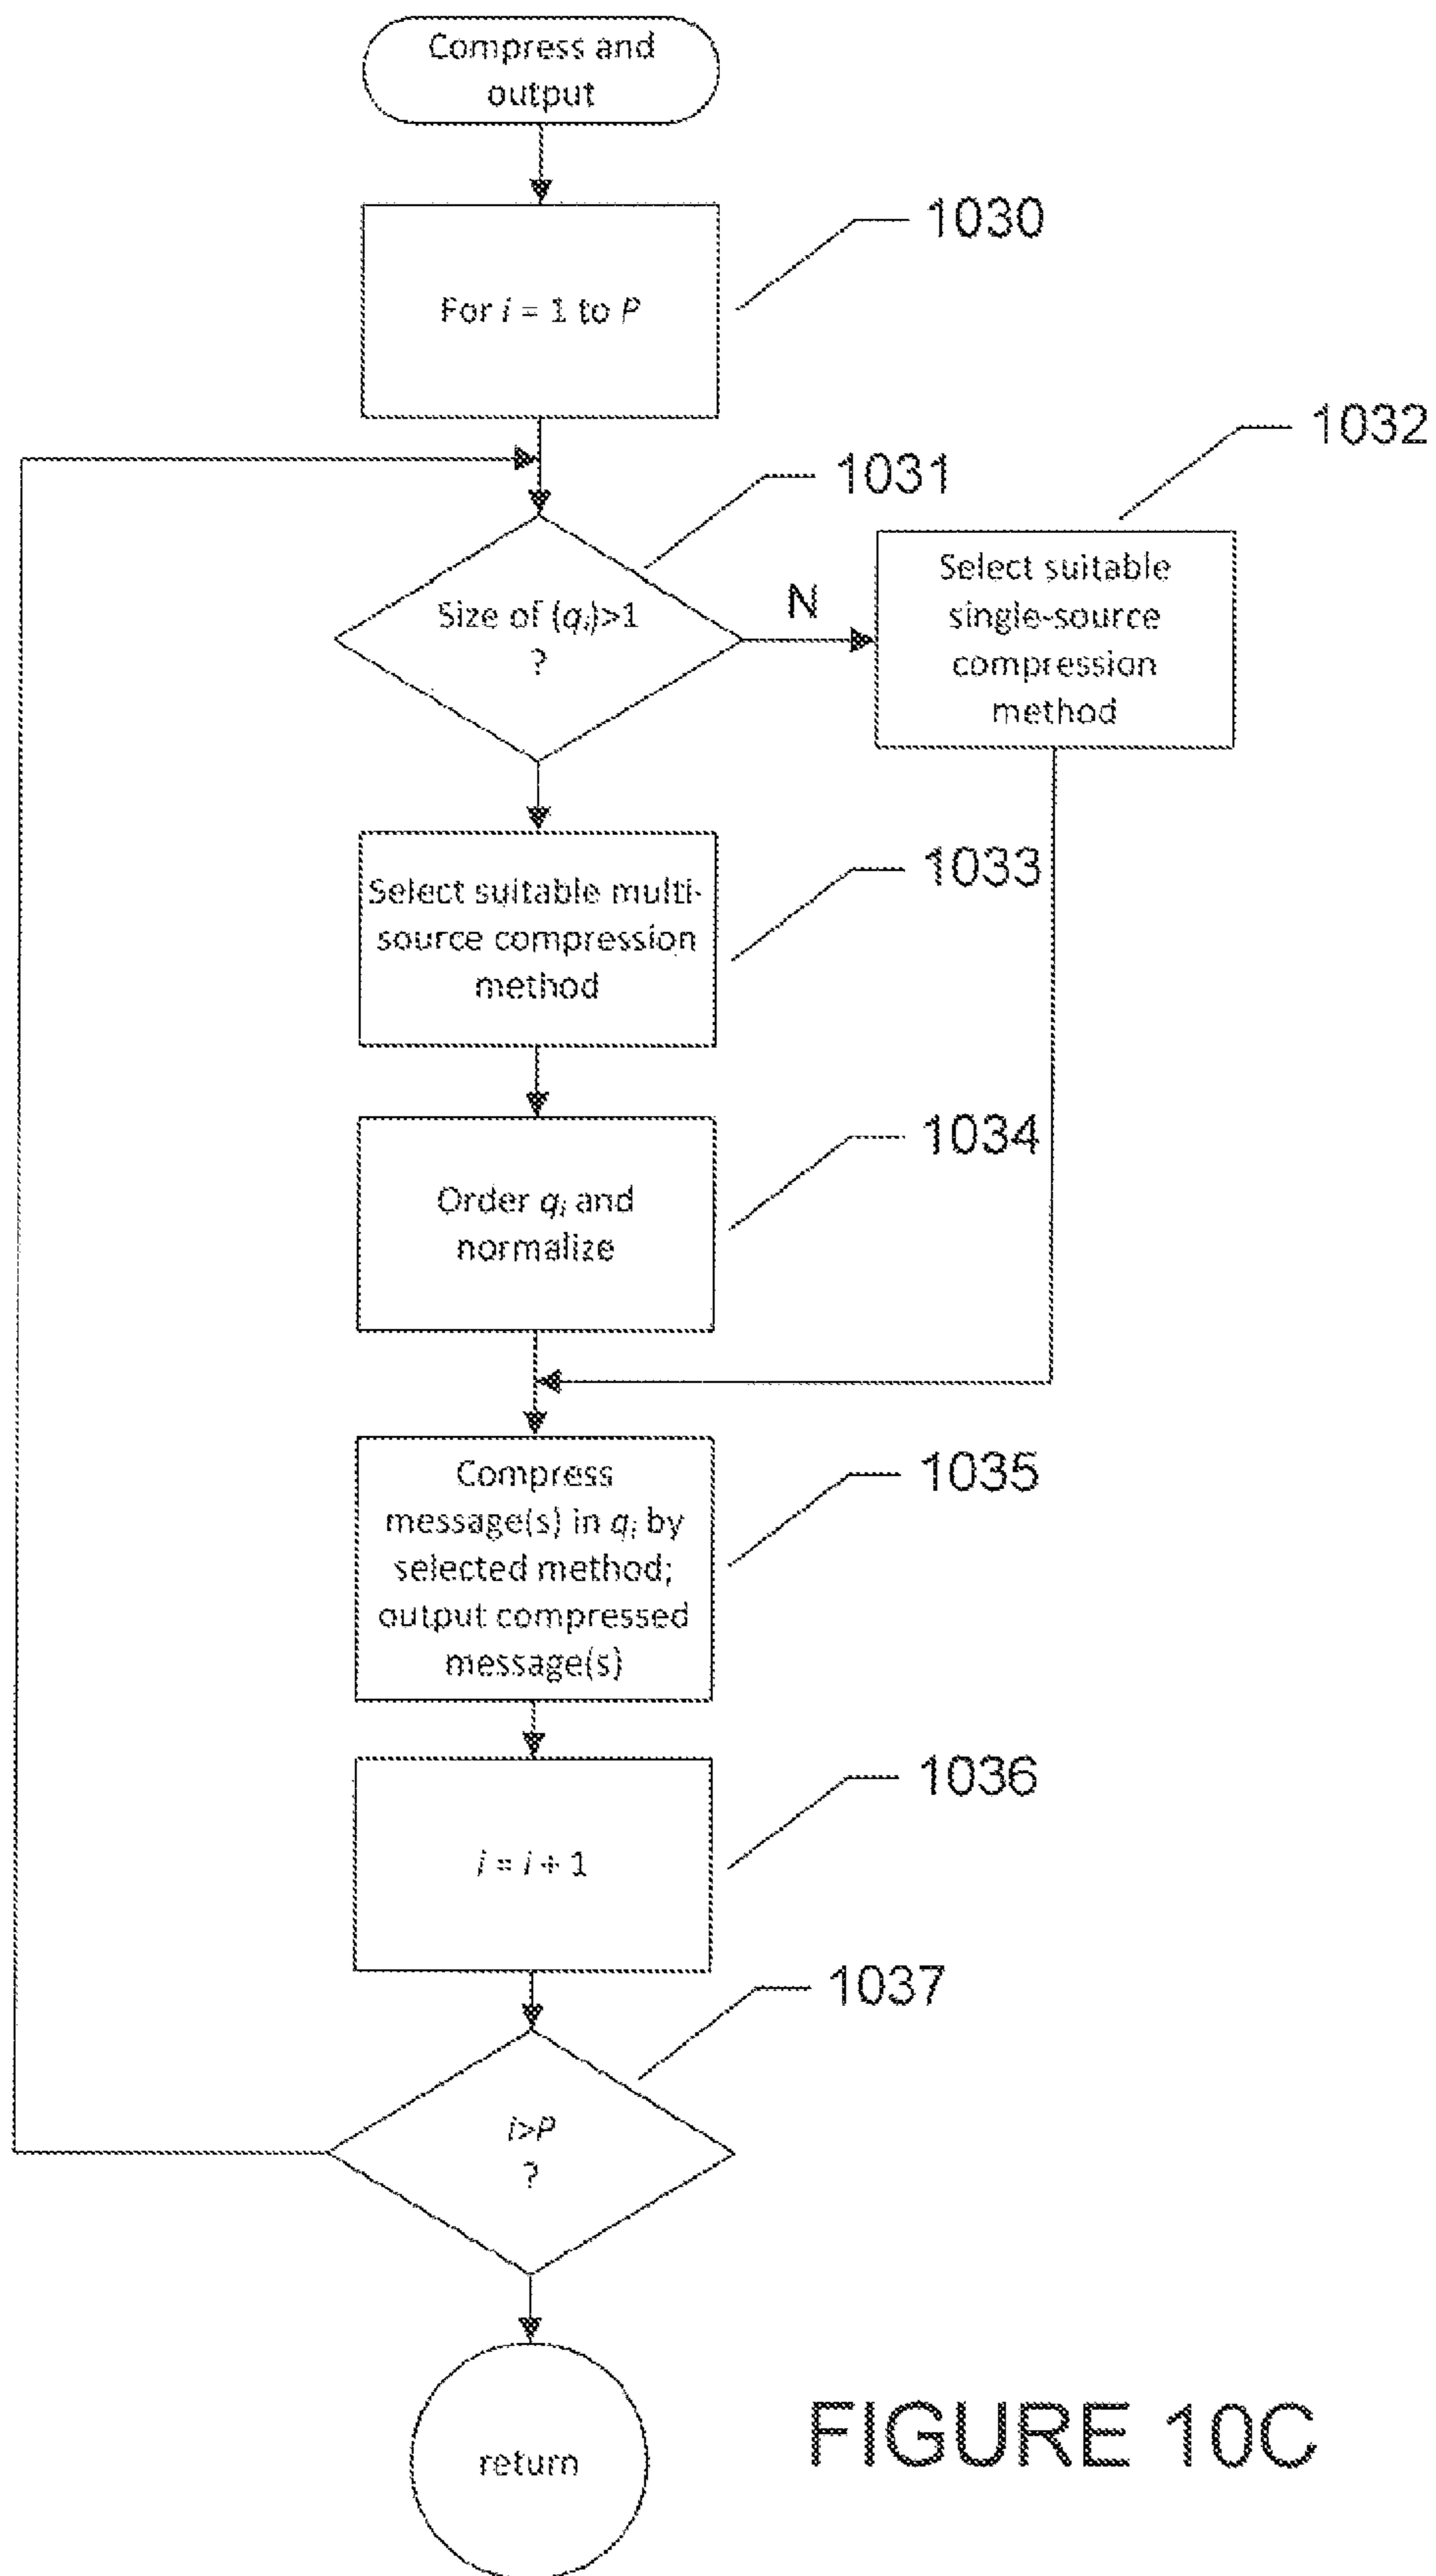 Compress and
output
1030
For i = 1 to P
1032
1031
Select suitable
single-source
compression
method
N
Size of (qᵢ)>1
?
1033
Select suitable multi-
source compression
method
1034
Order qᵢ and
normalize
1035
Compress
message(s) in qᵢ by
selected method;
output compressed
message(s)
1036
i = i + 1
1037
i>P
?
return
FIGURE 10C